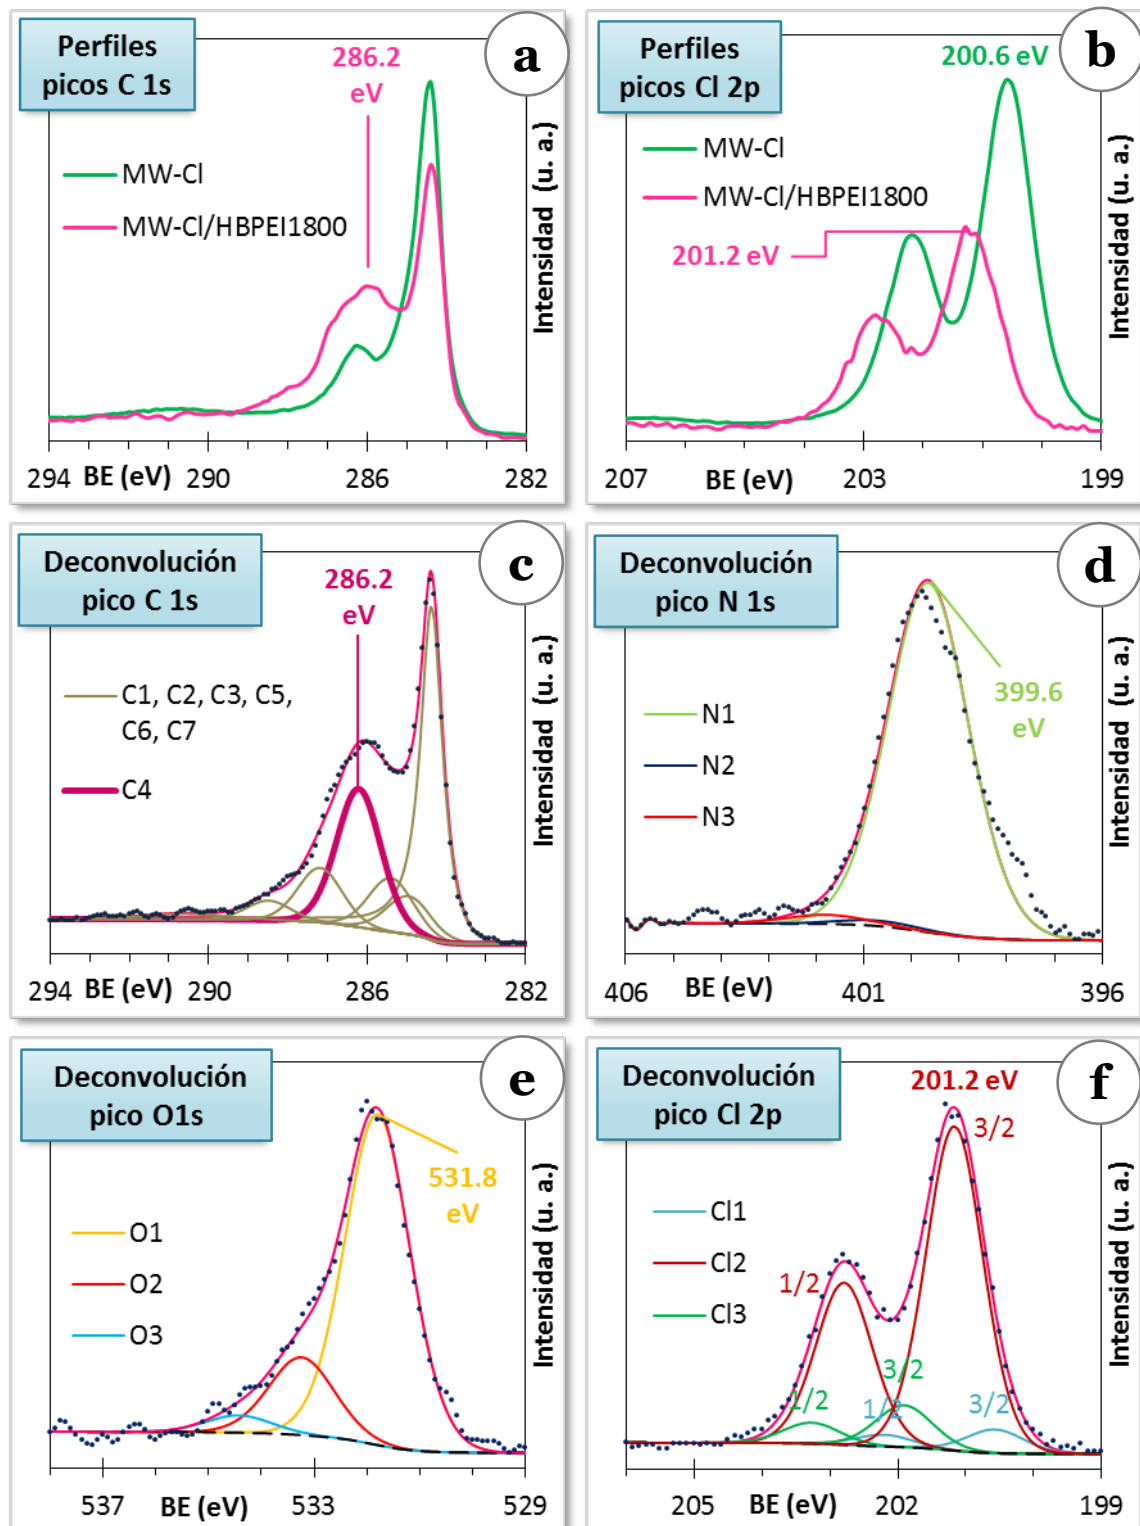 Perfiles
picos C 1s
a
286.2
eV
MW-Cl
MW-Cl/HBPEI1800
Intensidad (u. a.)
294 BE (eV) 290 286 282
Perfiles
picos Cl 2p
b
200.6 eV
MW-Cl
MW-Cl/HBPEI1800
201.2 eV
Intensidad (u. a.)
207 BE (eV) 203 199
Deconvolución
pico C 1s
c
286.2
eV
C1, C2, C3, C5,
C6, C7
C4
Intensidad (u. a.)
294 BE (eV) 290 286 282
Deconvolución
pico N 1s
d
399.6
eV
N1
N2
N3
Intensidad (u. a.)
406 BE (eV) 401 396
Deconvolución
pico O1s
e
531.8
eV
O1
O2
O3
Intensidad (u. a.)
537 BE (eV) 533 529
Deconvolución
pico Cl 2p
f
201.2 eV
3/2
Cl1
Cl2
Cl3
1/2
3/2
1/2
1/2
3/2
Intensidad (u. a.)
205 BE (eV) 202 199